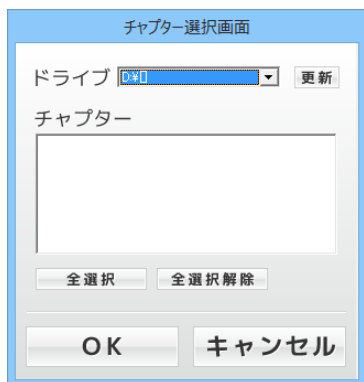 チャプター選択画面
ドライブ D:¥[] 更新
チャプター
全選択 全選択解除
OK キャンセル